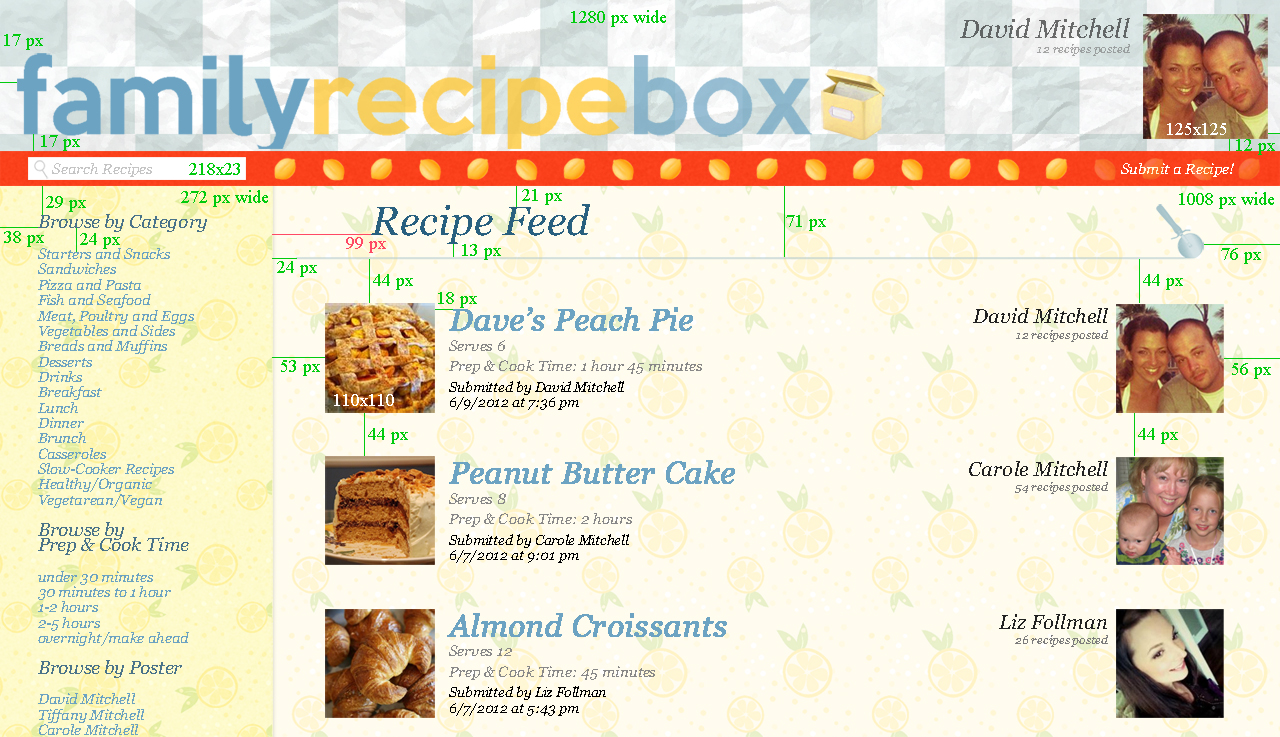 1280 px wide
17 px
David Mitchell
12 recipes posted
familyrecipebox
125x125
17 px
12 px
Search Recipes
218x23
Submit a Recipe!
29 px
272 px wide
21 px
1008 px wide
Browse by Category
38 px
24 px
Recipe Feed
71 px
99 px
13 px
76 px
Starters and Snacks
Sandwiches
Pizza and Pasta
Fish and Seafood
Meat, Poultry and Eggs
Vegetables and Sides
Breads and Muffins
Desserts
Drinks
Breakfast
Lunch
Dinner
Brunch
Casseroles
Slow-Cooker Recipes
Healthy/Organic
Vegetarean/Vegan
Browse by
Prep & Cook Time
under 30 minutes
30 minutes to 1 hour
1-2 hours
2-5 hours
overnight/make ahead
Browse by Poster
David Mitchell
Tiffany Mitchell
Carole Mitchell
24 px
44 px
44 px
18 px
53 px
110x110
Dave's Peach Pie
Serves 6
Prep & Cook Time: 1 hour 45 minutes
Submitted by David Mitchell
6/9/2012 at 7:36 pm
David Mitchell
12 recipes posted
56 px
44 px
44 px
Peanut Butter Cake
Serves 8
Prep & Cook Time: 2 hours
Submitted by Carole Mitchell
6/7/2012 at 9:01 pm
Carole Mitchell
54 recipes posted
Almond Croissants
Serves 12
Prep & Cook Time: 45 minutes
Submitted by Liz Follman
6/7/2012 at 5:43 pm
Liz Follman
26 recipes posted